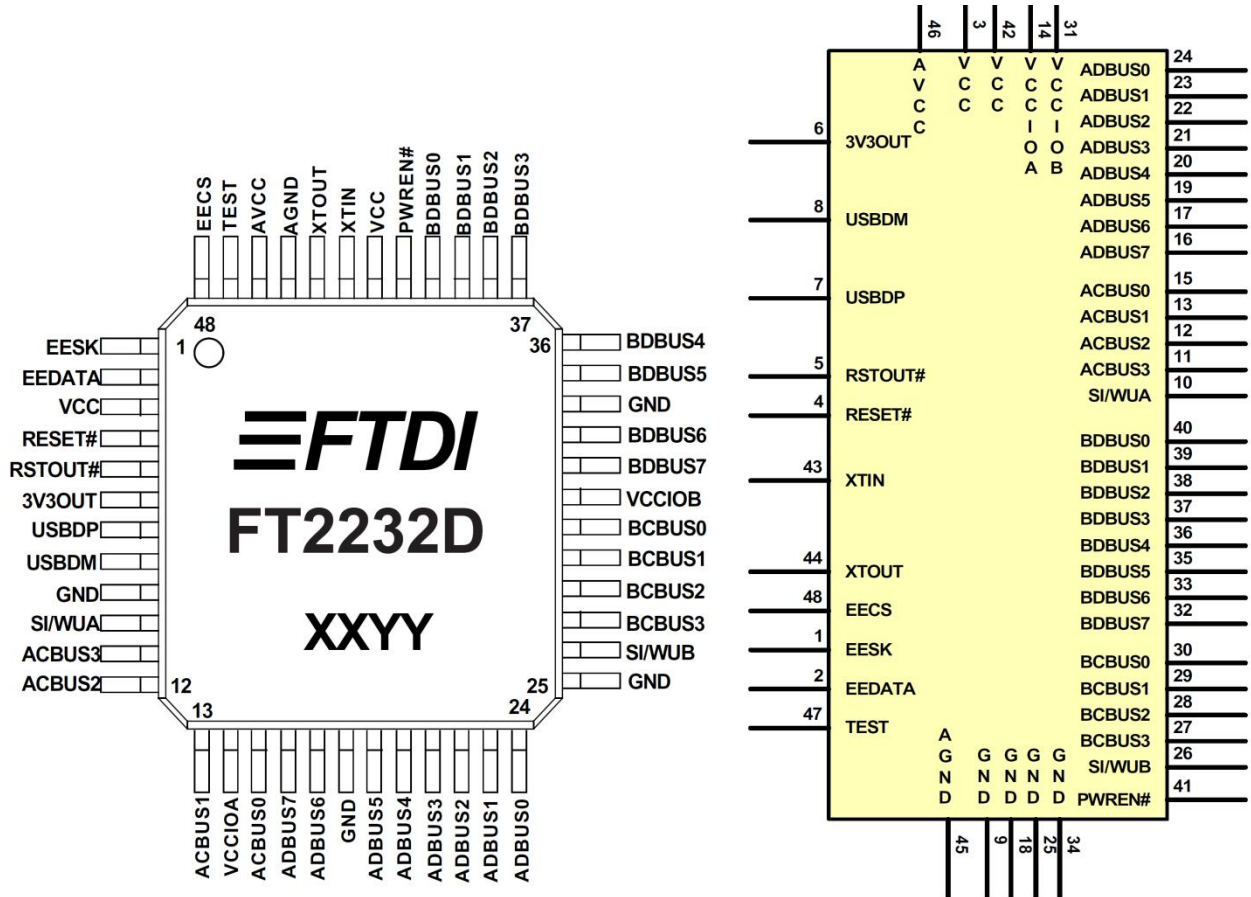 EECS
TEST
AVCC
AGND
XTOUT
XTIN
VCC
PWREN#
BDBUS0
BDBUS1
BDBUS2
BDBUS3
48
37
1
36
EESK
EEDATA
VCC
RESET#
RSTOUT#
3V3OUT
USBDP
USBDM
GND
SI/WUA
ACBUS3
ACBUS2
FTDI
FT2232D
XXYY
BDBUS4
BDBUS5
GND
BDBUS6
BDBUS7
VCCIOB
BCBUS0
BCBUS1
BCBUS2
BCBUS3
SI/WUB
GND
12
25
13
24
ACBUS1
VCCIOA
ACBUS0
ADBUS7
ADBUS6
GND
ADBUS5
ADBUS4
ADBUS3
ADBUS2
ADBUS1
ADBUS0
46
3
42
14
31
AVCC
VCC
VCC
VCCIOA
VCCIOB
6 3V3OUT
8 USBDM
7 USBDP
5 RSTOUT#
4 RESET#
43 XTIN
44 XTOUT
48 EECS
1 EESK
2 EEDATA
47 TEST
ADBUS0 24
ADBUS1 23
ADBUS2 22
ADBUS3 21
ADBUS4 20
ADBUS5 19
ADBUS6 17
ADBUS7 16
ACBUS0 15
ACBUS1 13
ACBUS2 12
ACBUS3 11
SI/WUA 10
BDBUS0 40
BDBUS1 39
BDBUS2 38
BDBUS3 37
BDBUS4 36
BDBUS5 35
BDBUS6 33
BDBUS7 32
BCBUS0 30
BCBUS1 29
BCBUS2 28
BCBUS3 27
SI/WUB 26
PWREN# 41
AGND
GND
GND
GND
GND
45
9
18
25
34